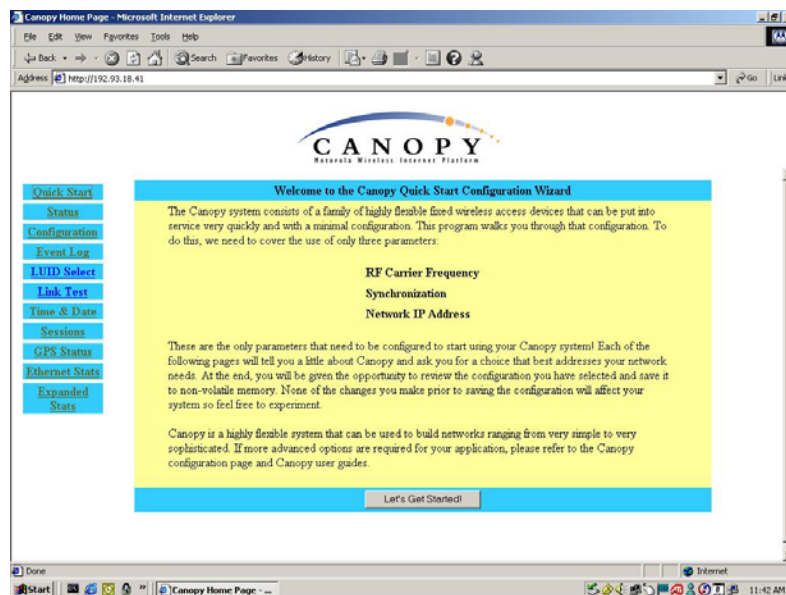 Canopy Home Page - Microsoft Internet Explorer
File Edit View Favorites Tools Help
Back Search Favorites History
Address http://192.93.18.41 Go Link
CANOPY
Motorola Wireless Internet Platform
Quick Start
Status
Configuration
Event Log
LUID Select
Link Test
Time & Date
Sessions
GPS Status
Ethernet Stats
Expanded
Stats
Welcome to the Canopy Quick Start Configuration Wizard
The Canopy system consists of a family of highly flexible fixed wireless access devices that can be put into
service very quickly and with a minimal configuration. This program walks you through that configuration. To
do this, we need to cover the use of only three parameters:
RF Carrier Frequency
Synchronization
Network IP Address
These are the only parameters that need to be configured to start using your Canopy system! Each of the
following pages will tell you a little about Canopy and ask you for a choice that best addresses your network
needs. At the end, you will be given the opportunity to review the configuration you have selected and save it
to non-volatile memory. None of the changes you make prior to saving the configuration will affect your
system so feel free to experiment.
Canopy is a highly flexible system that can be used to build networks ranging from very simple to very
sophisticated. If more advanced options are required for your application, please refer to the Canopy
configuration page and Canopy user guides.
Let's Get Started!
Done Internet
Start » Canopy Home Page - ... 11:42 AM